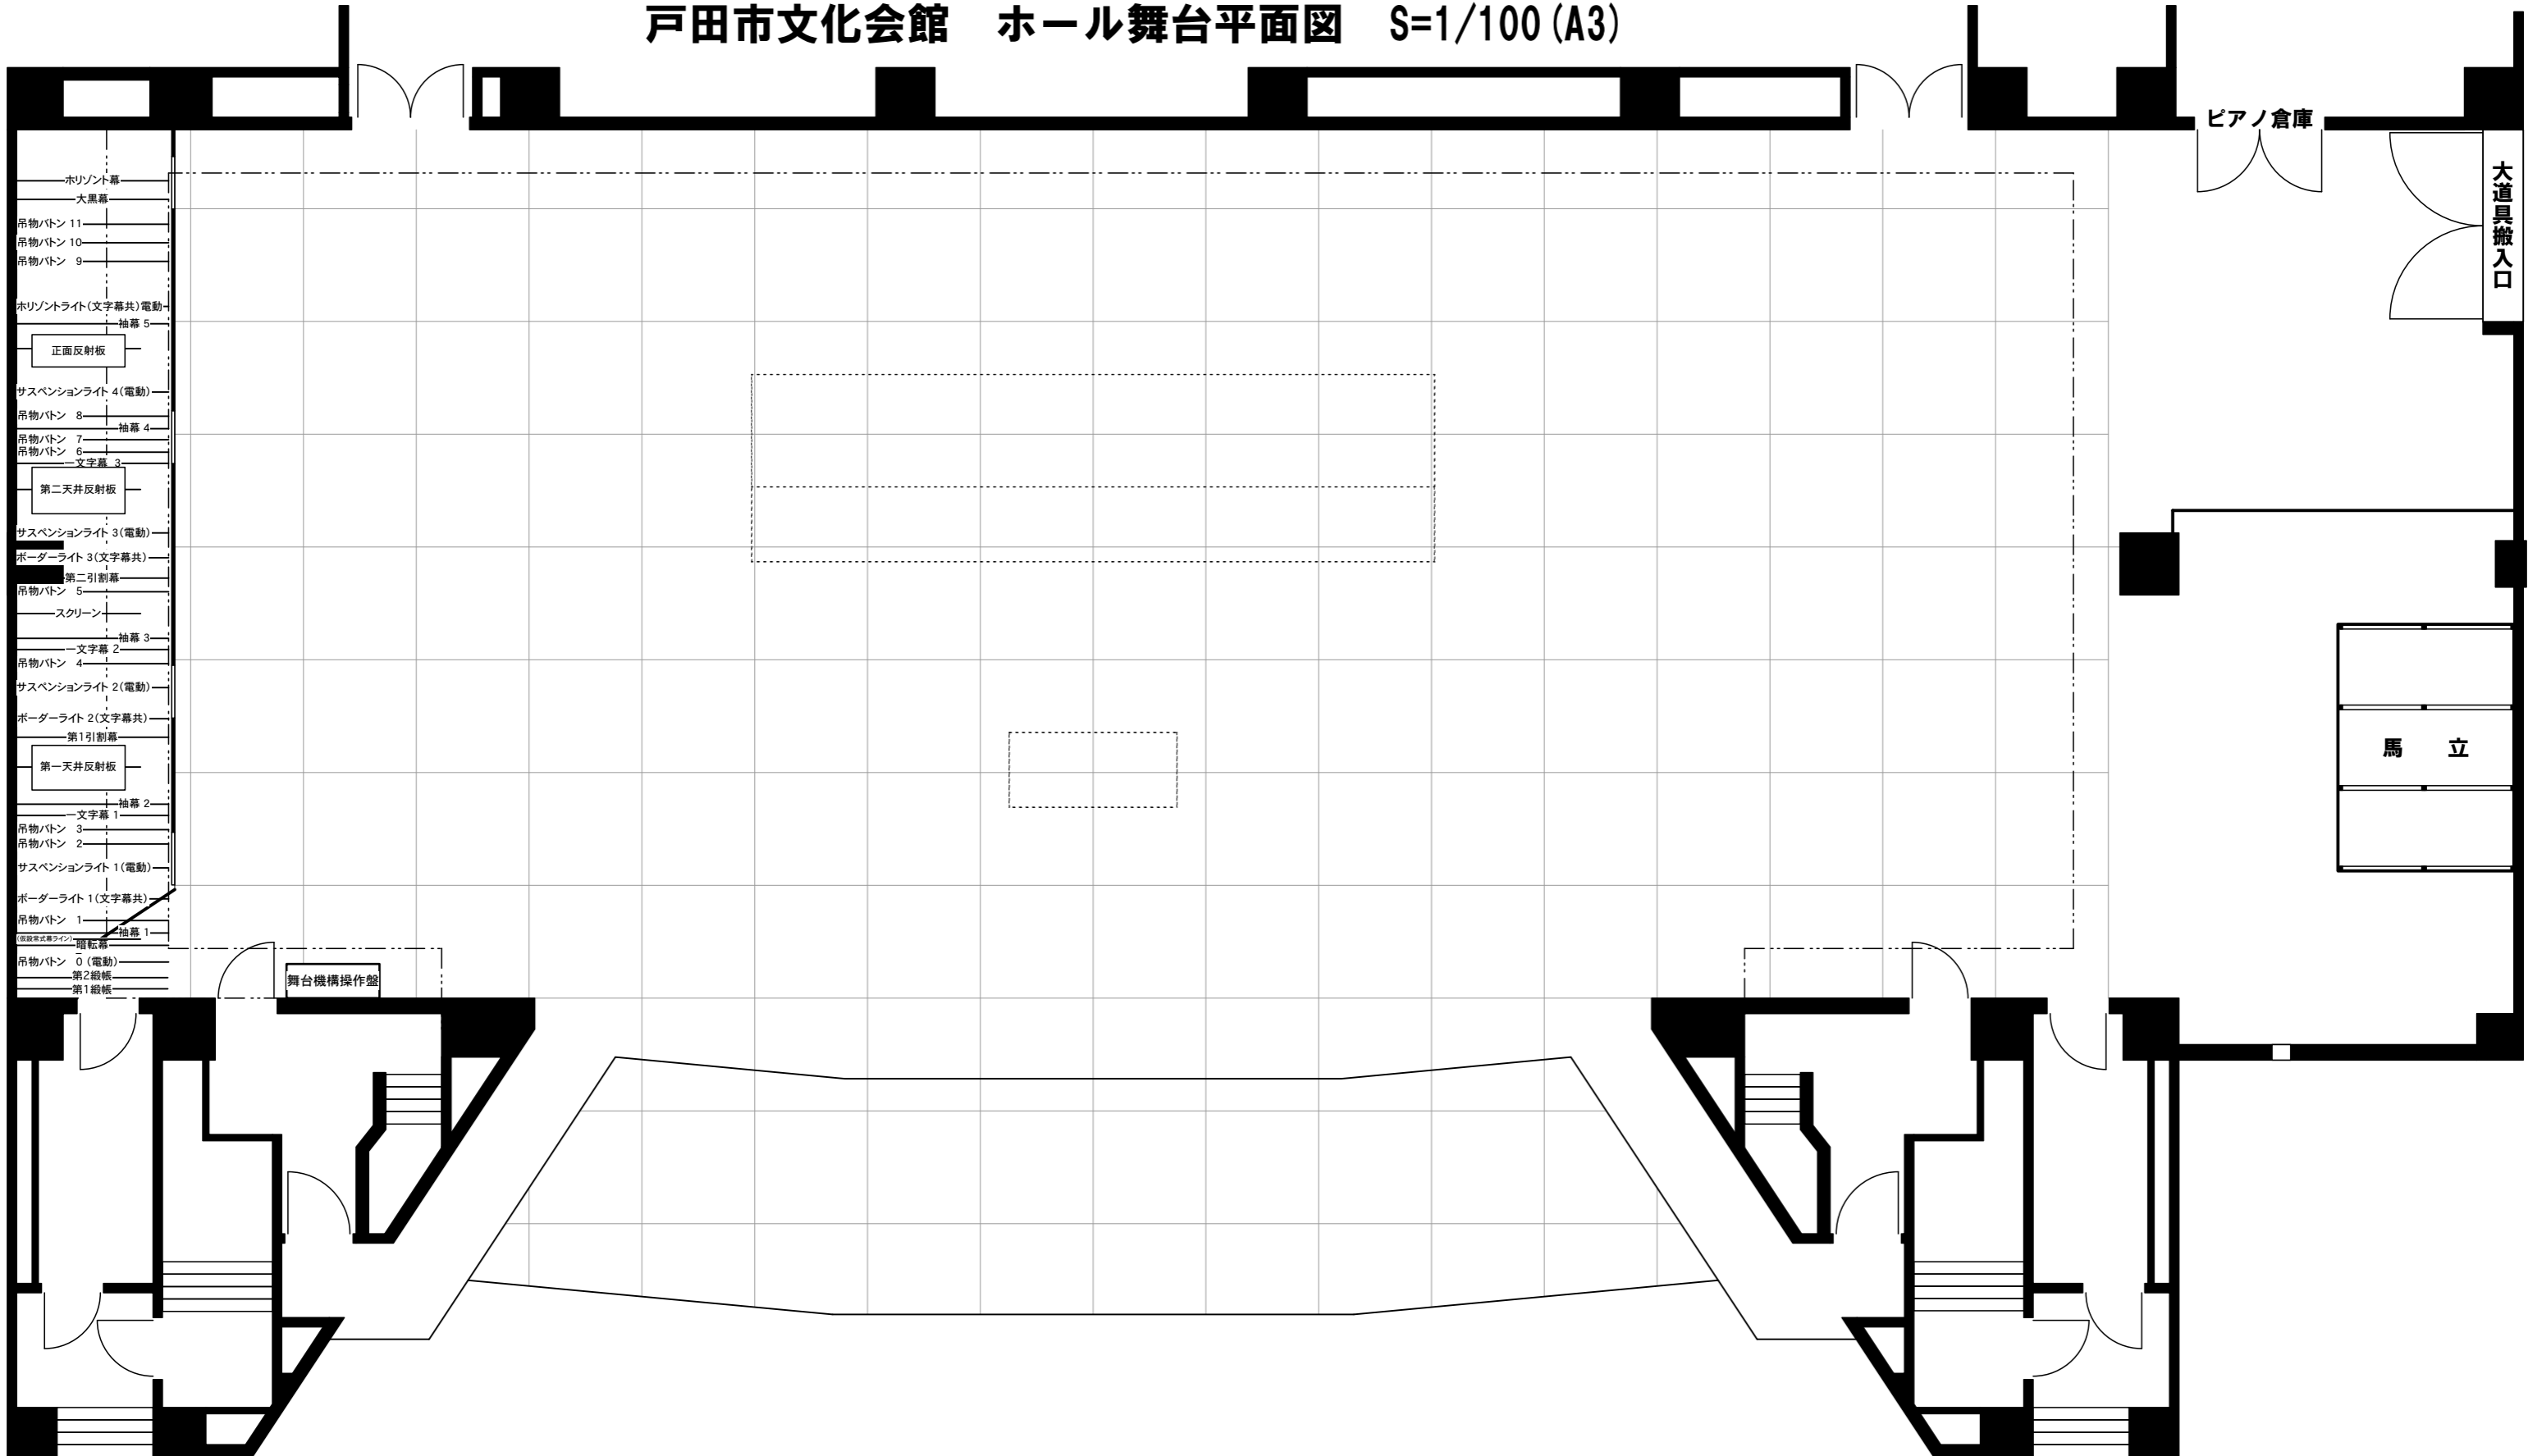 戸田市文化会館　ホール舞台平面図　S=1/100(A3)
ピアノ倉庫
大道具搬入口
ホリゾント幕
大黒幕
吊物バトン 11
吊物バトン 10
吊物バトン 9
ホリゾントライト(文字幕共)電動
袖幕 5
正面反射板
サスペンションライト 4(電動)
吊物バトン 8
袖幕 4
吊物バトン 7
吊物バトン 6
一文字幕 3
第二天井反射板
サスペンションライト 3(電動)
ボーダーライト 3(文字幕共)
第二引割幕
吊物バトン 5
スクリーン
袖幕 3
一文字幕 2
吊物バトン 4
サスペンションライト 2(電動)
ボーダーライト 2(文字幕共)
第1引割幕
第一天井反射板
袖幕 2
一文字幕 1
吊物バトン 3
吊物バトン 2
サスペンションライト 1(電動)
ボーダーライト 1(文字幕共)
吊物バトン 1
袖幕 1
(仮設常式幕ライン)
暗転幕
吊物バトン 0 (電動)
第2緞帳
第1緞帳
舞台機構操作盤
馬　立